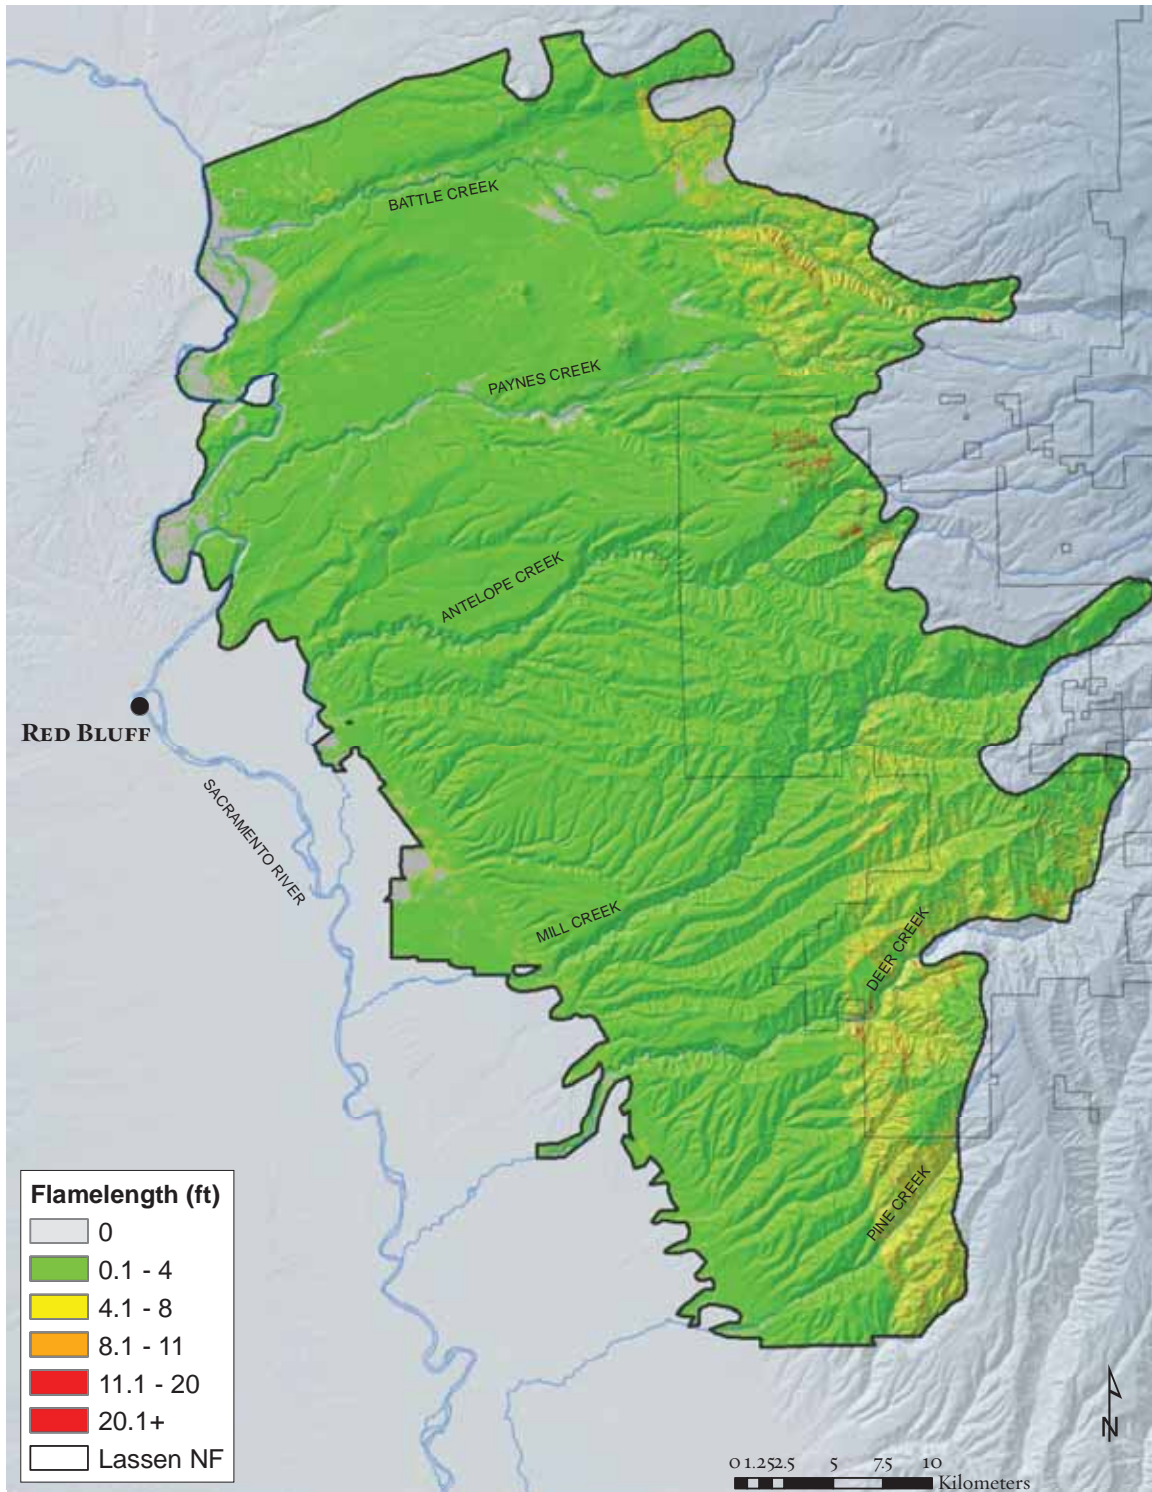 BATTLE CREEK
PAYNES CREEK
ANTELOPE CREEK
RED BLUFF
SACRAMENTO RIVER
MILL CREEK
DEER CREEK
PINE CREEK
Flamelength (ft)
0
0.1 - 4
4.1 - 8
8.1 - 11
11.1 - 20
20.1+
Lassen NF
N
0 1.25 2.5 5 7.5 10
Kilometers